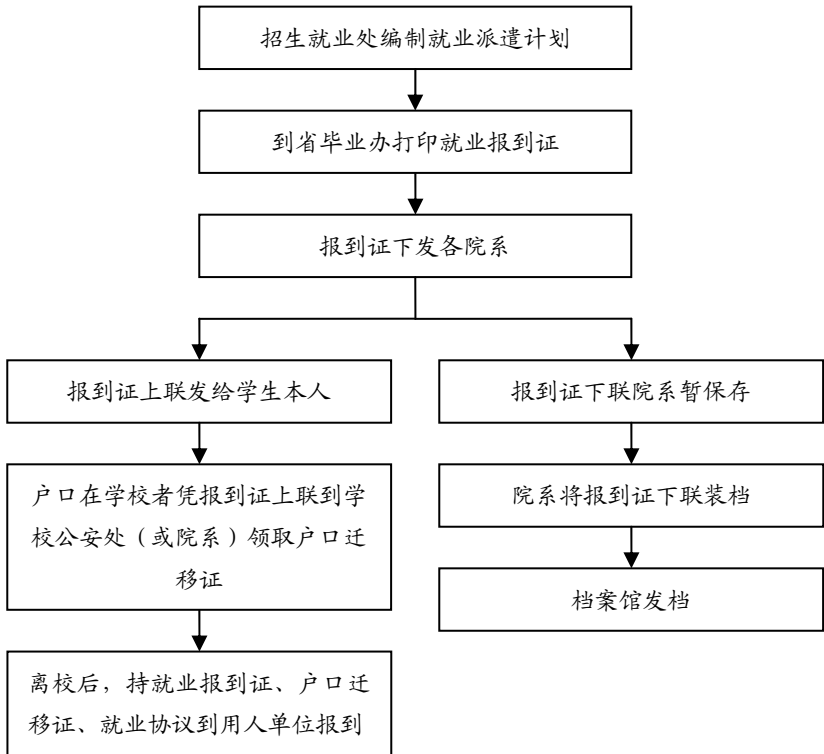 招生就业处编制就业派遣计划
到省毕业办打印就业报到证
报到证下发各院系
报到证上联发给学生本人
户口在学校者凭报到证上联到学
校公安处（或院系）领取户口迁
移证
离校后，持就业报到证、户口迁
移证、就业协议到用人单位报到
报到证下联院系暂保存
院系将报到证下联装档
档案馆发档